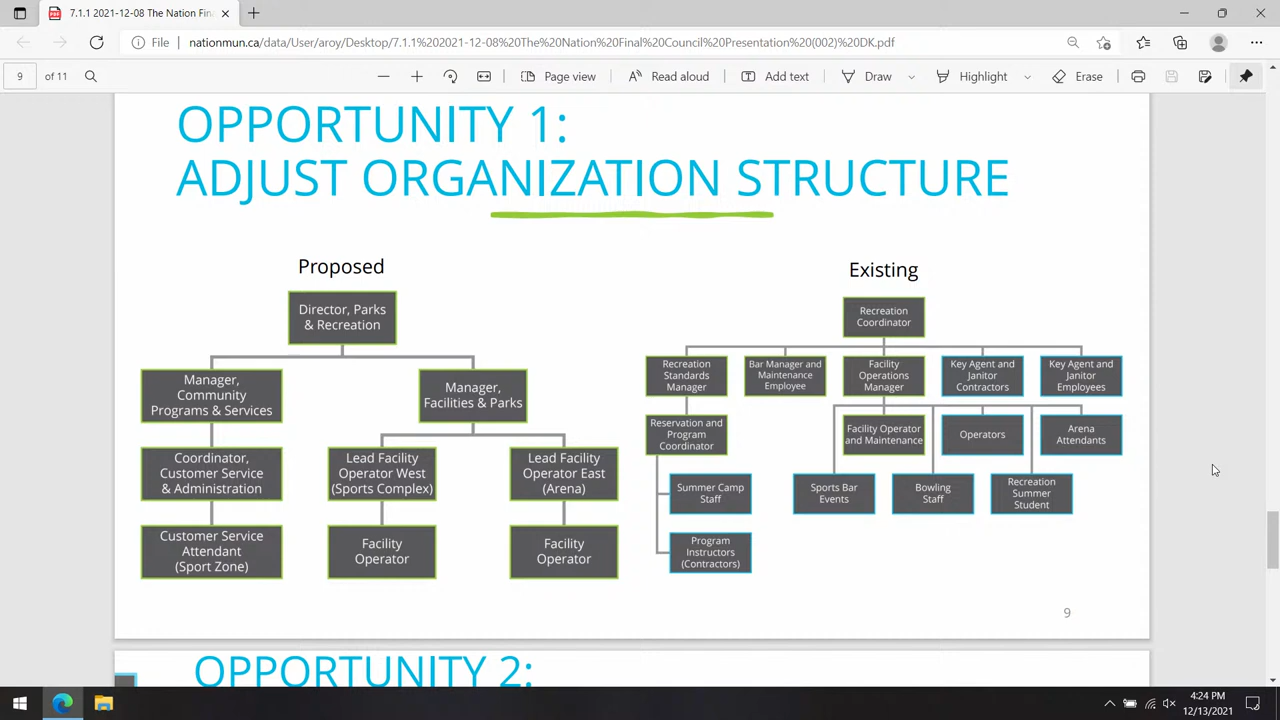 7.1.1 2021-12-08 The Nation Fina
File
nationmun.ca/data/User/aroy/Desktop/7.1.1%202021-12-08%20The%20Nation%20Final%20Council%20Presentation%20(002)%20DK.pdf
9
of 11
Page view
Read aloud
Add text
Draw
Highlight
Erase
OPPORTUNITY 1:
ADJUST ORGANIZATION STRUCTURE
Proposed
Director, Parks
& Recreation
Manager,
Community
Programs & Services
Manager,
Facilities & Parks
Coordinator,
Customer Service
& Administration
Lead Facility
Operator West
(Sports Complex)
Lead Facility
Operator East
(Arena)
Customer Service
Attendant
(Sport Zone)
Facility
Operator
Facility
Operator
Existing
Recreation
Coordinator
Recreation
Standards
Manager
Bar Manager and
Maintenance
Employee
Facility
Operations
Manager
Key Agent and
Janitor
Contractors
Key Agent and
Janitor
Employees
Reservation and
Program
Coordinator
Facility Operator
and Maintenance
Operators
Arena
Attendants
Summer Camp
Staff
Sports Bar
Events
Bowling
Staff
Recreation
Summer
Student
Program
Instructors
(Contractors)
9
OPPORTUNITY 2:
4:24 PM
12/13/2021